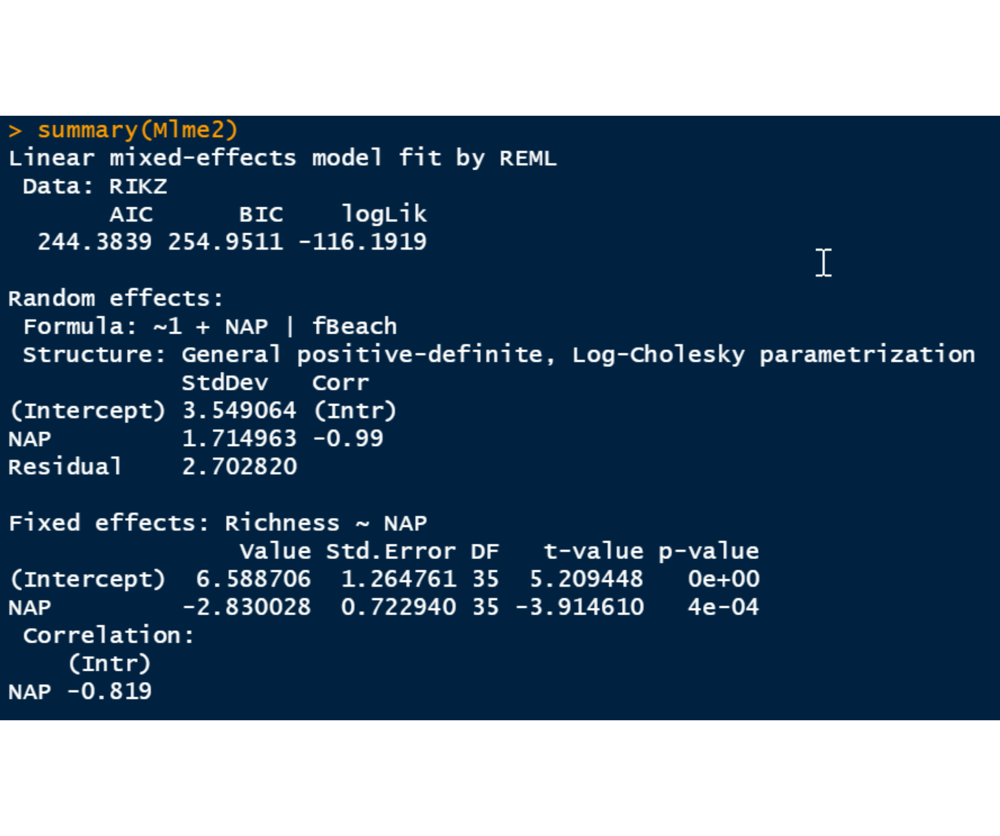 > summary(Mlme2)
Linear mixed-effects model fit by REML
 Data: RIKZ
       AIC      BIC    logLik
  244.3839 254.9511 -116.1919
Random effects:
 Formula: ~1 + NAP | fBeach
 Structure: General positive-definite, Log-Cholesky parametrization
            StdDev   Corr
(Intercept) 3.549064 (Intr)
NAP         1.714963 -0.99
Residual    2.702820
Fixed effects: Richness ~ NAP
                Value Std.Error DF   t-value p-value
(Intercept)  6.588706  1.264761 35  5.209448   0e+00
NAP         -2.830028  0.722940 35 -3.914610   4e-04
 Correlation:
    (Intr)
NAP -0.819